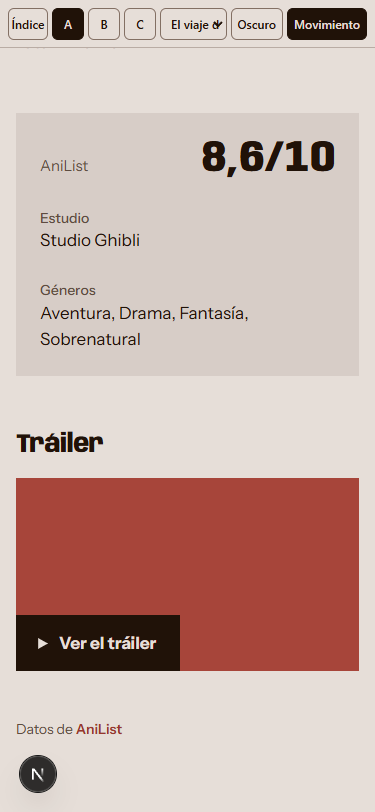 Índice
A
B
C
El viaje d
Oscuro
Movimiento
AniList
8,6/10
Estudio
Studio Ghibli
Géneros
Aventura, Drama, Fantasía,
Sobrenatural
Tráiler
Ver el tráiler
Datos de AniList
N